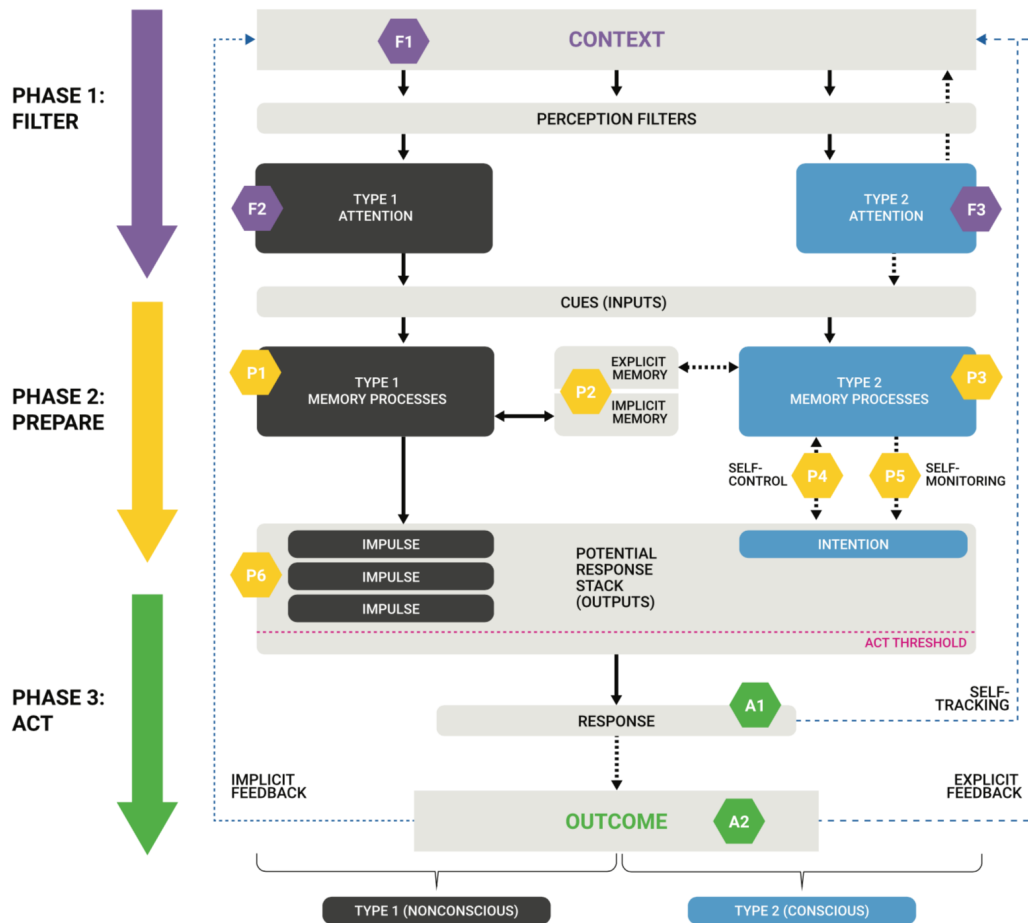 F1
CONTEXT
PHASE 1:
FILTER
PERCEPTION FILTERS
F2
TYPE 1
ATTENTION
TYPE 2
ATTENTION
F3
CUES (INPUTS)
PHASE 2:
PREPARE
P1
TYPE 1
MEMORY PROCESSES
P2
EXPLICIT
MEMORY
IMPLICIT
MEMORY
TYPE 2
MEMORY PROCESSES
P3
SELF-
CONTROL
P4
P5
SELF-
MONITORING
P6
IMPULSE
IMPULSE
IMPULSE
POTENTIAL
RESPONSE
STACK
(OUTPUTS)
INTENTION
ACT THRESHOLD
PHASE 3:
ACT
RESPONSE
A1
SELF-
TRACKING
IMPLICIT
FEEDBACK
OUTCOME
A2
EXPLICIT
FEEDBACK
TYPE 1 (NONCONSCIOUS)
TYPE 2 (CONSCIOUS)